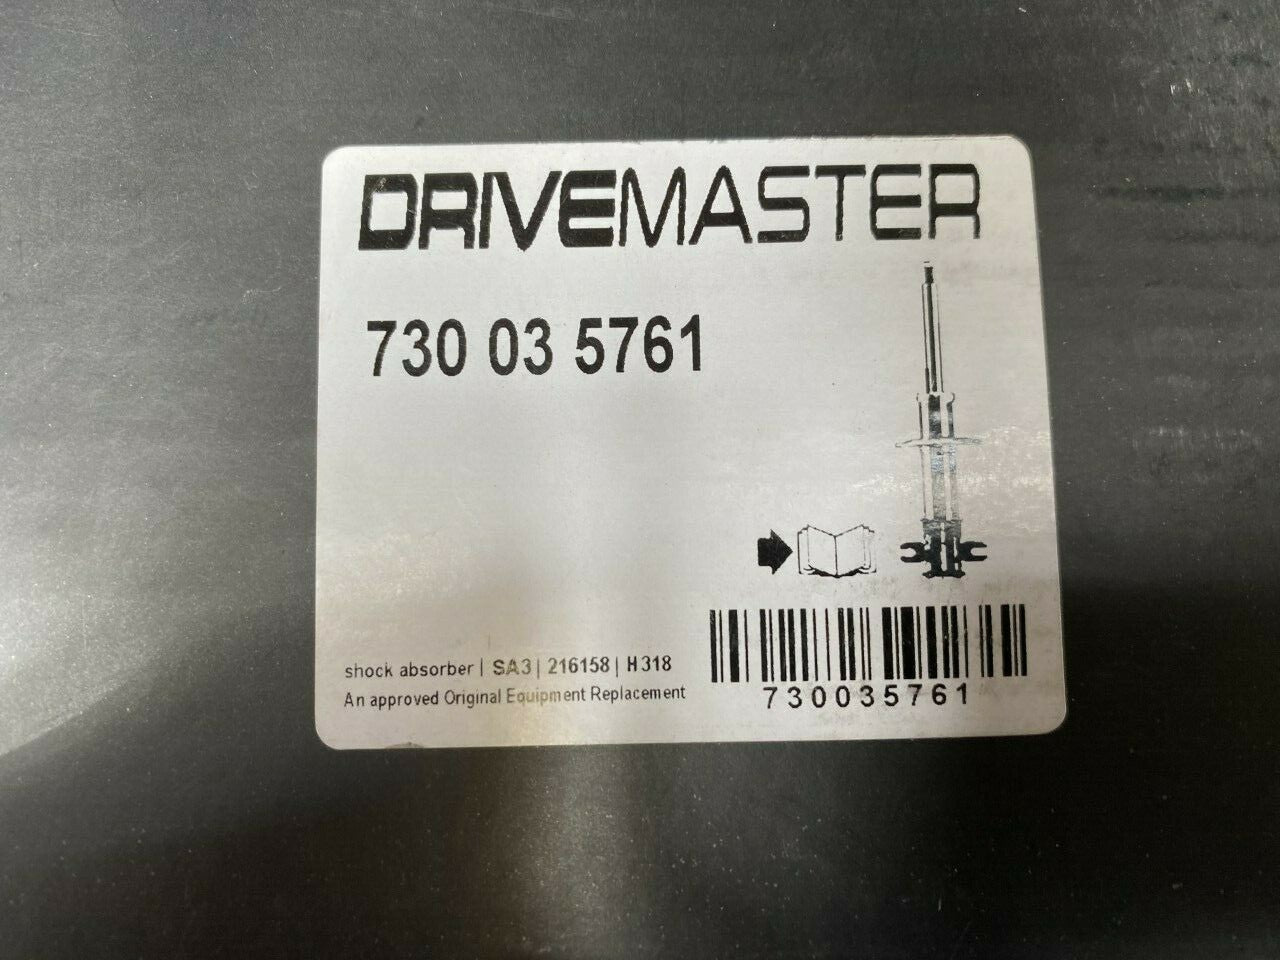 DRIVEMASTER
730 03 5761
shock absorber | SA3 | 216158 | H318
An approved Original Equipment Replacement
730035761